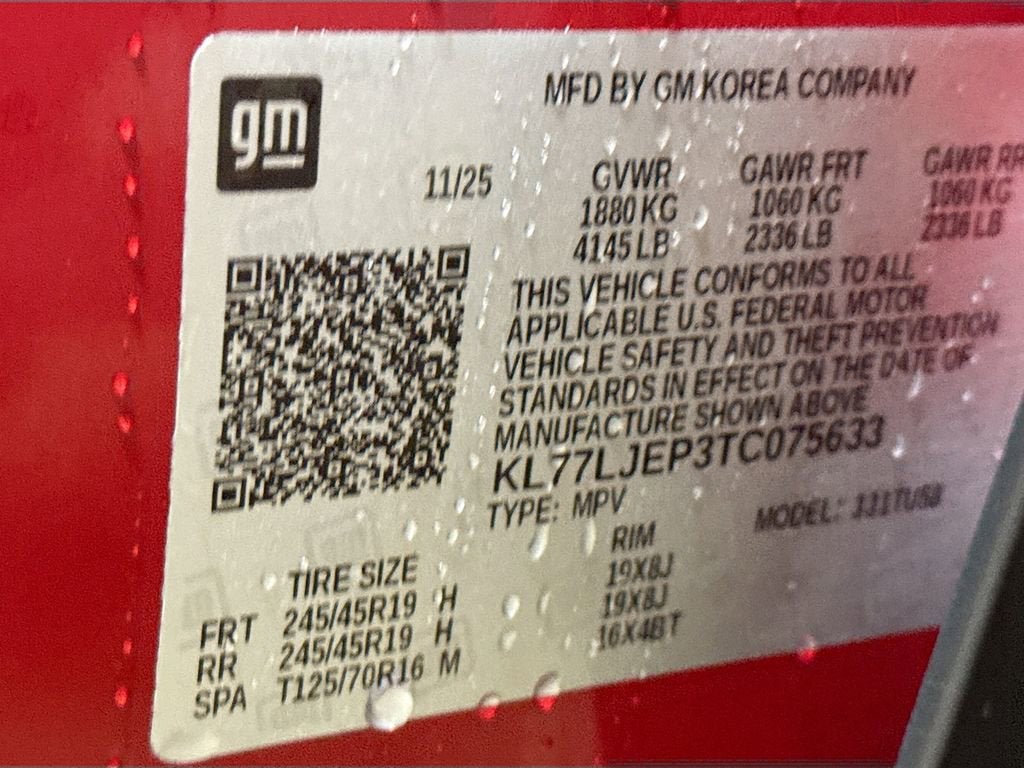 gm
MFD BY GM KOREA COMPANY
11/25
GVWR GAWR FRT GAWR RR
1880 KG 1060 KG 1060 KG
4145 LB 2336 LB 2336 LB
THIS VEHICLE CONFORMS TO ALL
APPLICABLE U.S. FEDERAL MOTOR
VEHICLE SAFETY AND THEFT PREVENTION
STANDARDS IN EFFECT ON THE DATE OF
MANUFACTURE SHOWN ABOVE
KL77LJEP3TC075633
TYPE: MPV MODEL:
TIRE SIZE RIM
FRT 245/45R19 H 19X8J
RR 245/45R19 H 19X8J
SPA T125/70R16 M 16X4BT